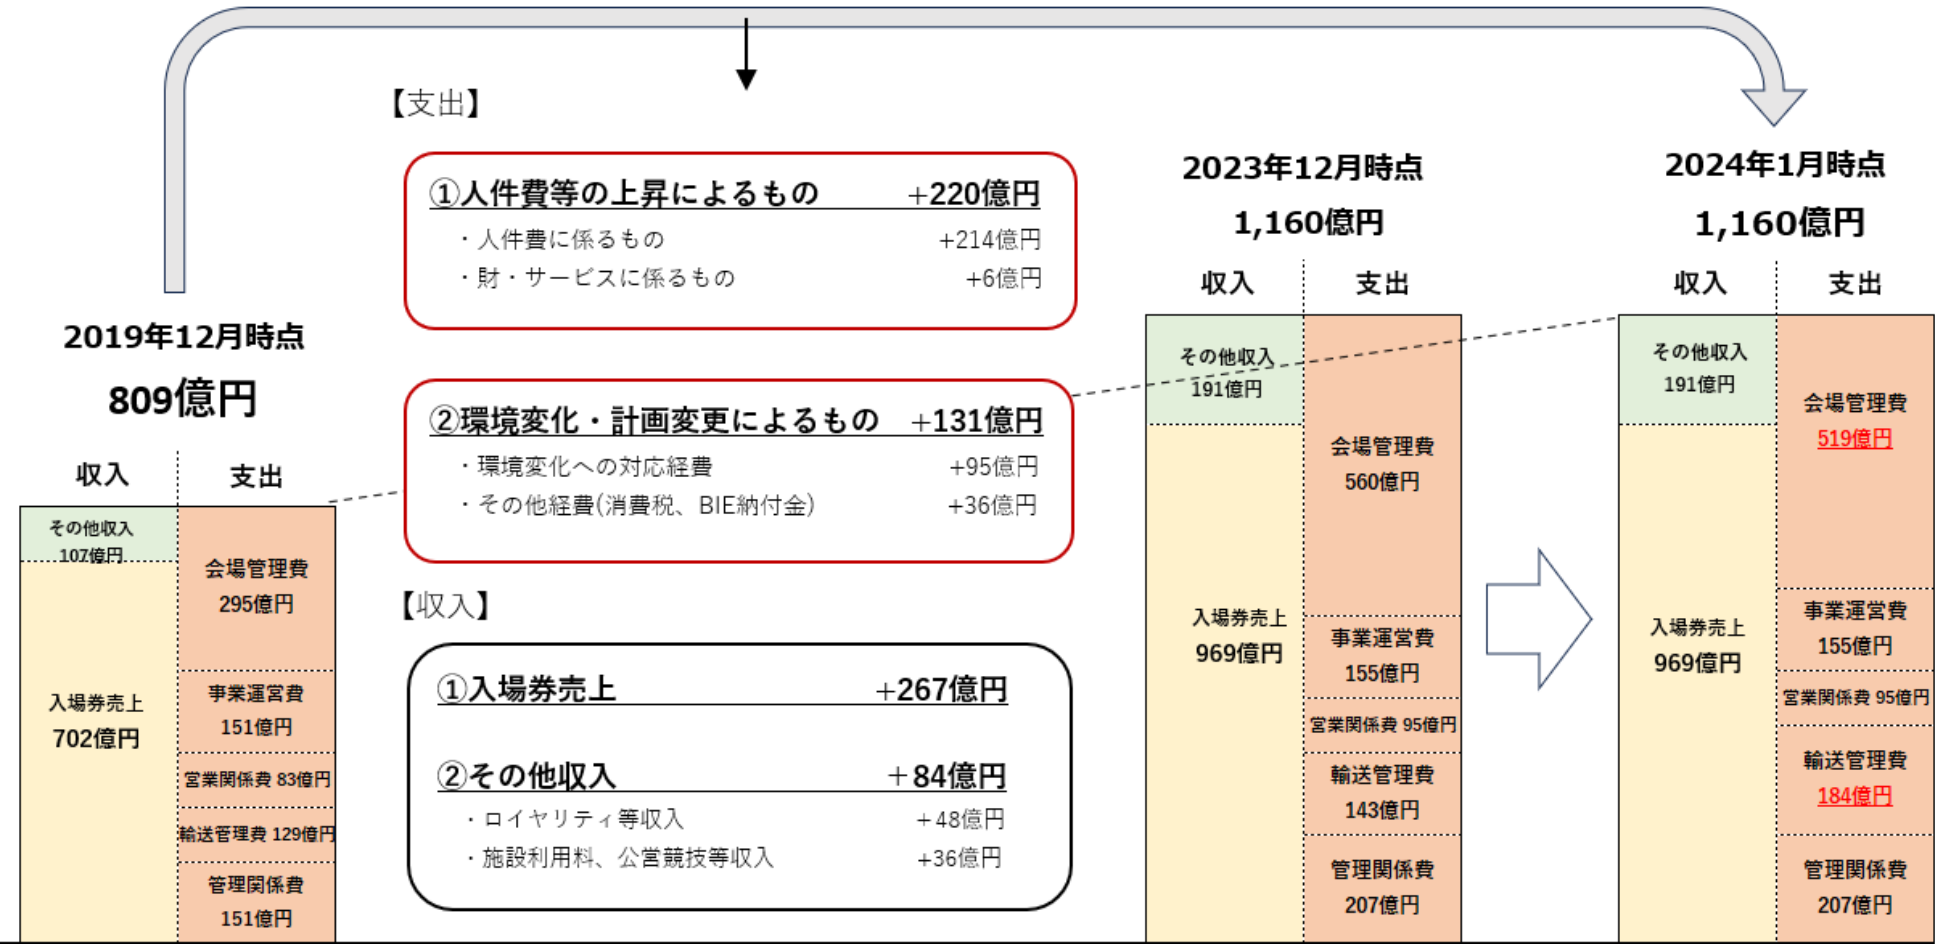 2019年12月時点
809億円
収入
支出
その他収入
107億円
入場券売上
702億円
会場管理費
295億円
事業運営費
151億円
営業関係費 83億円
輸送管理費 129億円
管理関係費
151億円
【支出】
①人件費等の上昇によるもの +220億円
・人件費に係るもの +214億円
・財・サービスに係るもの +6億円
②環境変化・計画変更によるもの +131億円
・環境変化への対応経費 +95億円
・その他経費(消費税、BIE納付金) +36億円
【収入】
①入場券売上 +267億円
②その他収入 +84億円
・ロイヤリティ等収入 +48億円
・施設利用料、公営競技等収入 +36億円
2023年12月時点
1,160億円
収入
支出
その他収入
191億円
入場券売上
969億円
会場管理費
560億円
事業運営費
155億円
営業関係費 95億円
輸送管理費
143億円
管理関係費
207億円
2024年1月時点
1,160億円
収入
支出
その他収入
191億円
入場券売上
969億円
会場管理費
519億円
事業運営費
155億円
営業関係費 95億円
輸送管理費
184億円
管理関係費
207億円